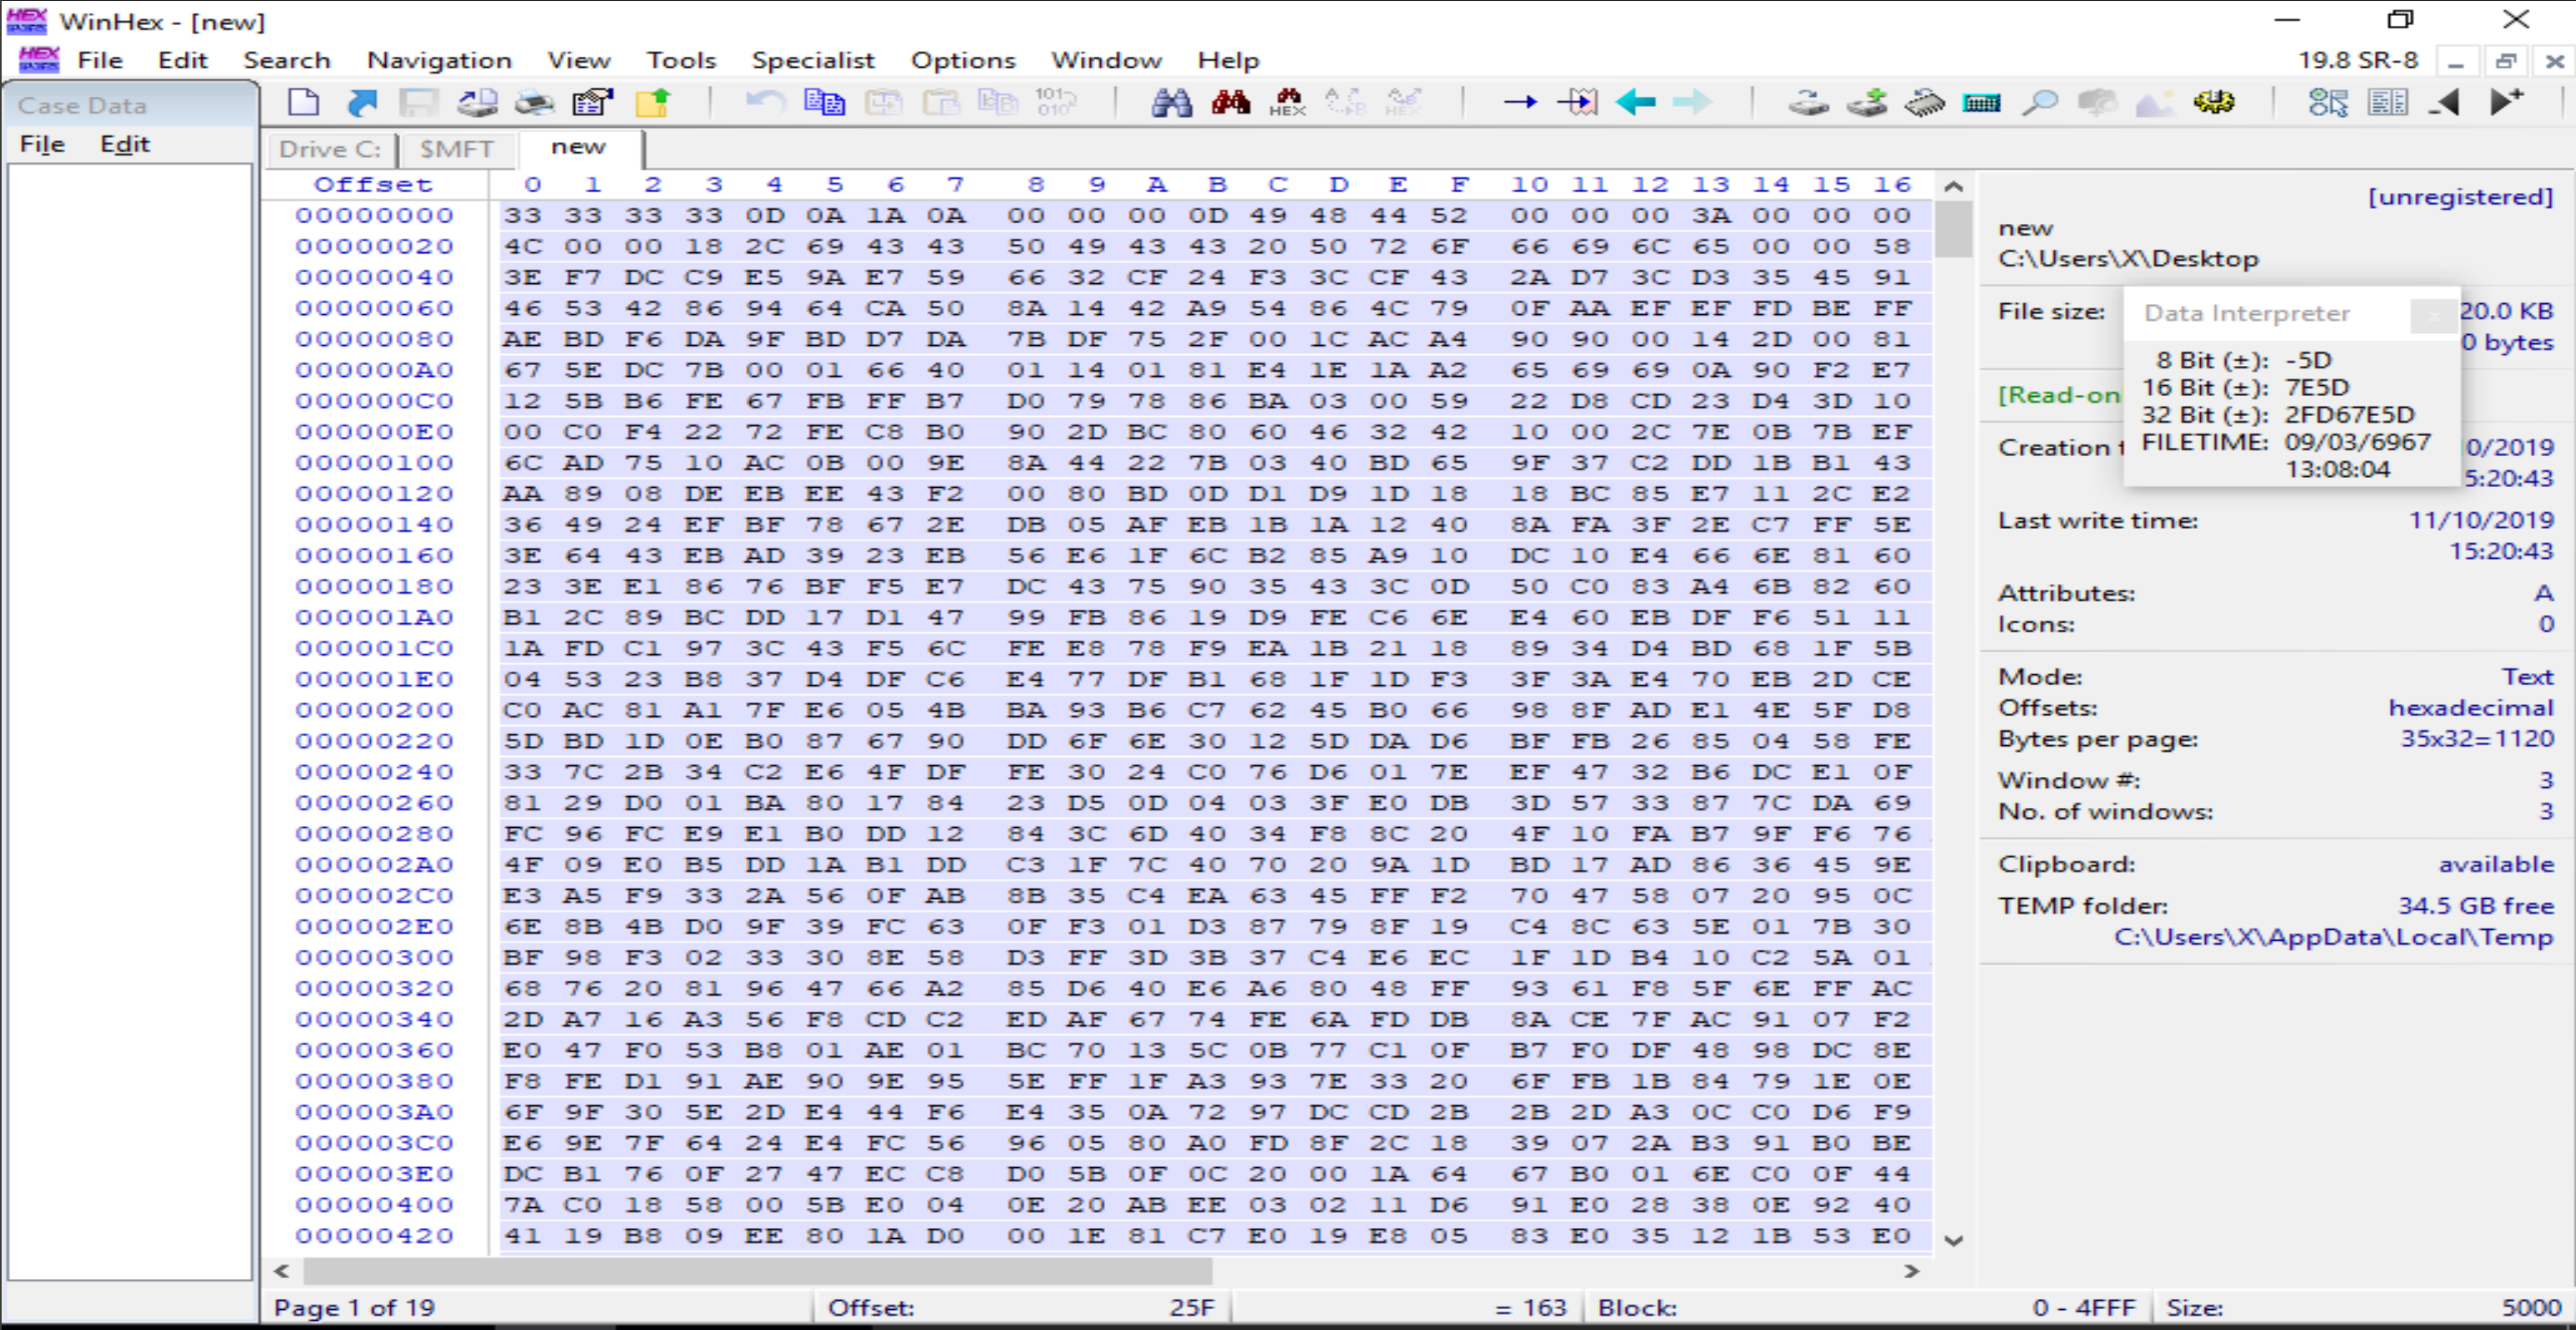 WinHex - [new]
File Edit Search Navigation View Tools Specialist Options Window Help 19.8 SR-8
Case Data
File Edit
Drive C: $MFT new
Offset 0 1 2 3 4 5 6 7 8 9 A B C D E F 10 11 12 13 14 15 16
00000000 33 33 33 33 0D 0A 1A 0A 00 00 00 0D 49 48 44 52 00 00 00 3A 00 00 00
00000020 4C 00 00 18 2C 69 43 43 50 49 43 43 20 50 72 6F 66 69 6C 65 00 00 58
00000040 3E F7 DC C9 E5 9A E7 59 66 32 CF 24 F3 3C CF 43 2A D7 3C D3 35 45 91
00000060 46 53 42 86 94 64 CA 50 8A 14 42 A9 54 86 4C 79 0F AA EF EF FD BE FF
00000080 AE BD F6 DA 9F BD D7 DA 7B DF 75 2F 00 1C AC A4 90 90 00 14 2D 00 81
000000A0 67 5E DC 7B 00 01 66 40 01 14 01 81 E4 1E 1A A2 65 69 69 0A 90 F2 E7
000000C0 12 5B B6 FE 67 FB FF B7 D0 79 78 86 BA 03 00 59 22 D8 CD 23 D4 3D 10
000000E0 00 C0 F4 22 72 FE C8 B0 90 2D BC 80 60 46 32 42 10 00 2C 7E 0B 7B EF
00000100 6C AD 75 10 AC 0B 00 9E 8A 44 22 7B 03 40 BD 65 9F 37 C2 DD 1B B1 43
00000120 AA 89 08 DE EB EE 43 F2 00 80 BD 0D D1 D9 1D 18 18 BC 85 E7 11 2C E2
00000140 36 49 24 EF BF 78 67 2E DB 05 AF EB 1B 1A 12 40 8A FA 3F 2E C7 FF 5E
00000160 3E 64 43 EB AD 39 23 EB 56 E6 1F 6C B2 85 A9 10 DC 10 E4 66 6E 81 60
00000180 23 3E E1 86 76 BF F5 E7 DC 43 75 90 35 43 3C 0D 50 C0 83 A4 6B 82 60
000001A0 B1 2C 89 BC DD 17 D1 47 99 FB 86 19 D9 FE C6 6E E4 60 EB DF F6 51 11
000001C0 1A FD C1 97 3C 43 F5 6C FE E8 78 F9 EA 1B 21 18 89 34 D4 BD 68 1F 5B
000001E0 04 53 23 B8 37 D4 DF C6 E4 77 DF B1 68 1F 1D F3 3F 3A E4 70 EB 2D CE
00000200 C0 AC 81 A1 7F E6 05 4B BA 93 B6 C7 62 45 B0 66 98 8F AD E1 4E 5F D8
00000220 5D BD 1D 0E B0 87 67 90 DD 6F 6E 30 12 5D DA D6 BF FB 26 85 04 58 FE
00000240 33 7C 2B 34 C2 E6 4F DF FE 30 24 C0 76 D6 01 7E EF 47 32 B6 DC E1 0F
00000260 81 29 D0 01 BA 80 17 84 23 D5 0D 04 03 3F E0 DB 3D 57 33 87 7C DA 69
00000280 FC 96 FC E9 E1 B0 DD 12 84 3C 6D 40 34 F8 8C 20 4F 10 FA B7 9F F6 76
000002A0 4F 09 E0 B5 DD 1A B1 DD C3 1F 7C 40 70 20 9A 1D BD 17 AD 86 36 45 9E
000002C0 E3 A5 F9 33 2A 56 0F AB 8B 35 C4 EA 63 45 FF F2 70 47 58 07 20 95 0C
000002E0 6E 8B 4B D0 9F 39 FC 63 0F F3 01 D3 87 79 8F 19 C4 8C 63 5E 01 7B 30
00000300 BF 98 F3 02 33 30 8E 58 D3 FF 3D 3B 37 C4 E6 EC 1F 1D B4 10 C2 5A 01
00000320 68 76 20 81 96 47 66 A2 85 D6 40 E6 A6 80 48 FF 93 61 F8 5F 6E FF AC
00000340 2D A7 16 A3 56 F8 CD C2 ED AF 67 74 FE 6A FD DB 8A CE 7F AC 91 07 F2
00000360 E0 47 F0 53 B8 01 AE 01 BC 70 13 5C 0B 77 C1 0F B7 F0 DF 48 98 DC 8E
00000380 F8 FE D1 91 AE 90 9E 95 5E FF 1F A3 93 7E 33 20 6F FB 1B 84 79 1E 0E
000003A0 6F 9F 30 5E 2D E4 44 F6 E4 35 0A 72 97 DC CD 2B 2B 2D A3 0C C0 D6 F9
000003C0 E6 9E 7F 64 24 E4 FC 56 96 05 80 A0 FD 8F 2C 18 39 07 2A B3 91 B0 BE
000003E0 DC B1 76 0F 27 47 EC C8 D0 5B 0F 0C 20 00 1A 64 67 B0 01 6E C0 0F 44
00000400 7A C0 18 58 00 5B E0 04 0E 20 AB EE 03 02 11 D6 91 E0 28 38 0E 92 40
00000420 41 19 B8 09 EE 80 1A D0 00 1E 81 C7 E0 19 E8 05 83 E0 35 12 1B 53 E0
[unregistered]
new
C:\Users\X\Desktop
File size: 20.0 KB
0 bytes
Data Interpreter
8 Bit (±): -5D
16 Bit (±): 7E5D
32 Bit (±): 2FD67E5D
FILETIME: 09/03/6967
13:08:04
[Read-on
Creation t 0/2019
5:20:43
Last write time: 11/10/2019
15:20:43
Attributes: A
Icons: 0
Mode: Text
Offsets: hexadecimal
Bytes per page: 35x32=1120
Window #: 3
No. of windows: 3
Clipboard: available
TEMP folder: 34.5 GB free
C:\Users\X\AppData\Local\Temp
Page 1 of 19 Offset: 25F = 163 Block: 0 - 4FFF Size: 5000